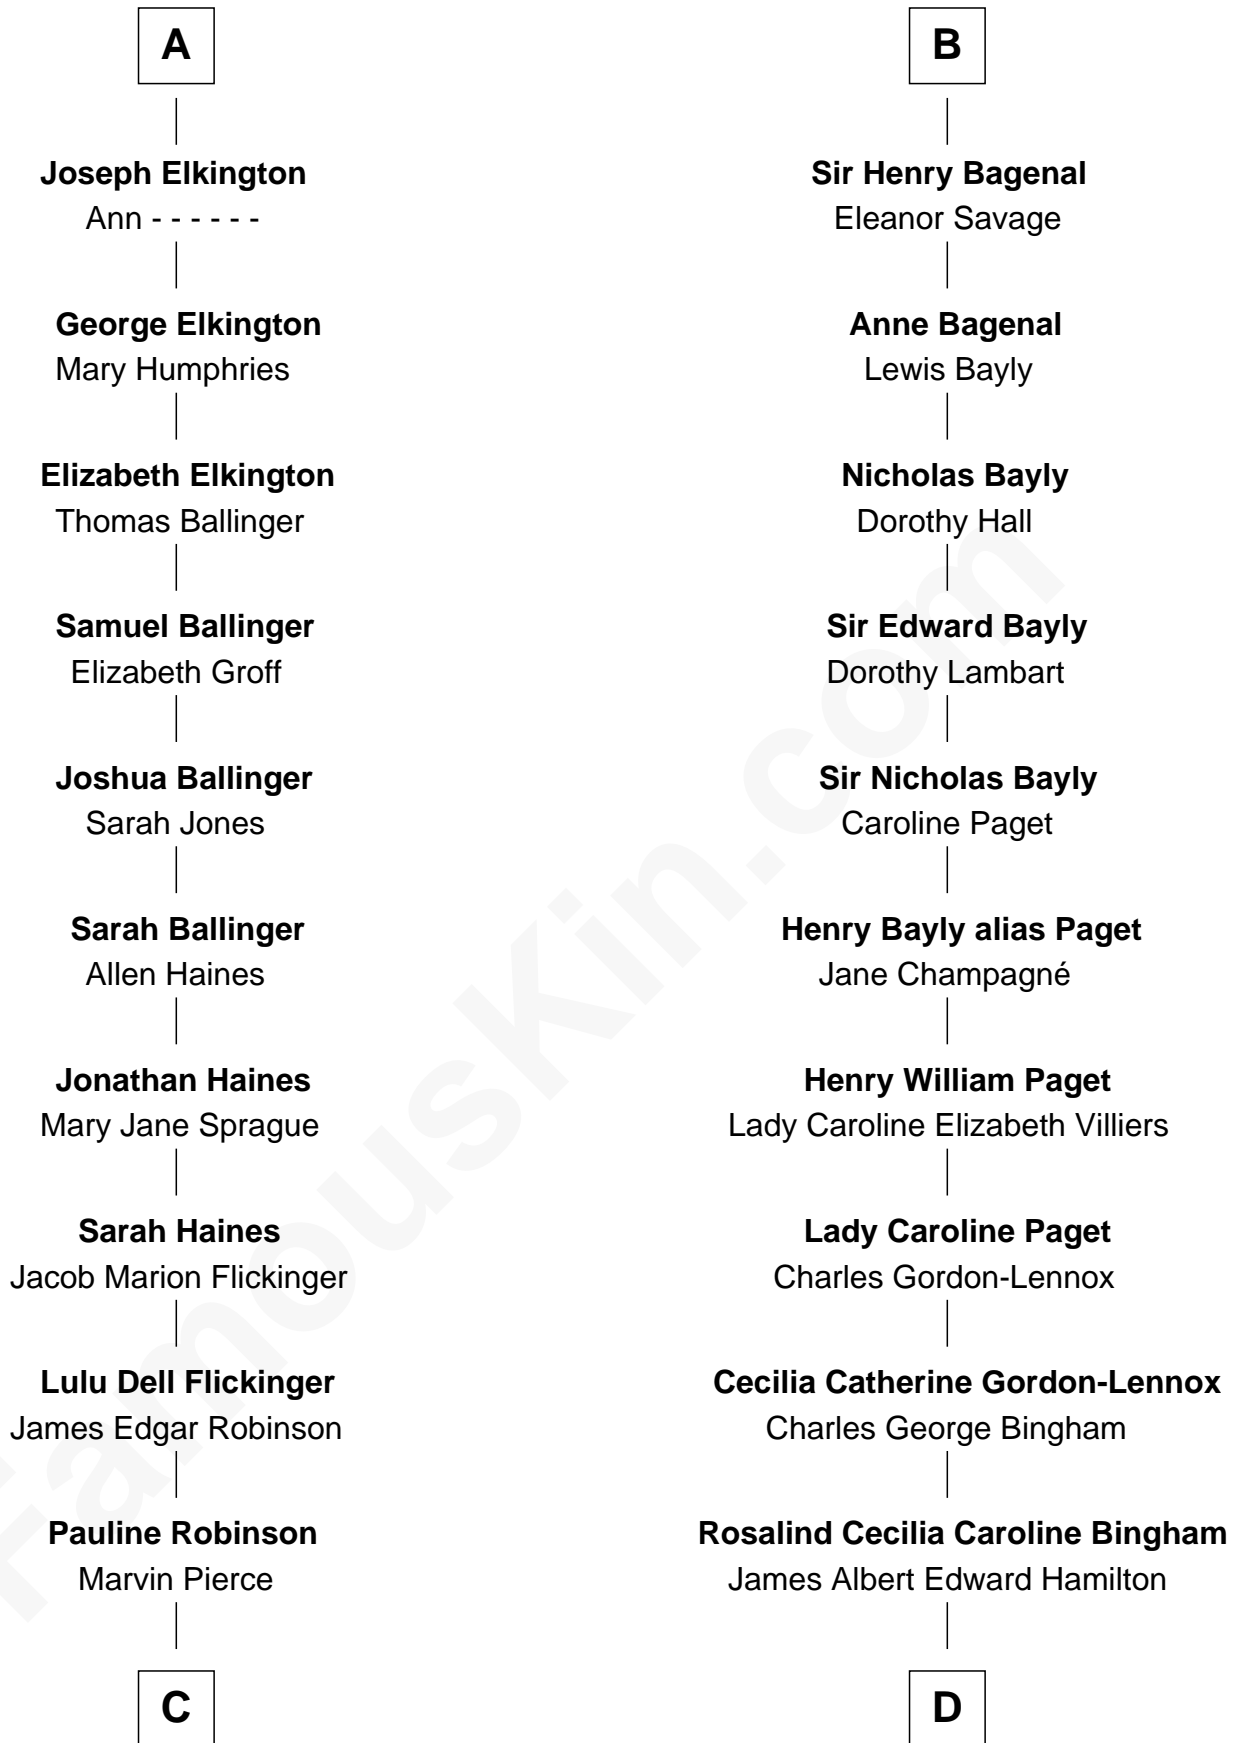 A
Joseph Elkington
Ann - - - - - -
George Elkington
Mary Humphries
Elizabeth Elkington
Thomas Ballinger
Samuel Ballinger
Elizabeth Groff
Joshua Ballinger
Sarah Jones
Sarah Ballinger
Allen Haines
Jonathan Haines
Mary Jane Sprague
Sarah Haines
Jacob Marion Flickinger
Lulu Dell Flickinger
James Edgar Robinson
Pauline Robinson
Marvin Pierce
C
B
Sir Henry Bagenal
Eleanor Savage
Anne Bagenal
Lewis Bayly
Nicholas Bayly
Dorothy Hall
Sir Edward Bayly
Dorothy Lambart
Sir Nicholas Bayly
Caroline Paget
Henry Bayly alias Paget
Jane Champagné
Henry William Paget
Lady Caroline Elizabeth Villiers
Lady Caroline Paget
Charles Gordon-Lennox
Cecilia Catherine Gordon-Lennox
Charles George Bingham
Rosalind Cecilia Caroline Bingham
James Albert Edward Hamilton
D
FamousKin.com